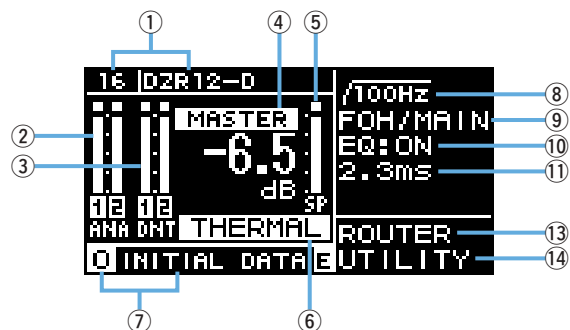 ① ④ ⑤
16 DZR12-D
/100Hz ⑧
② MASTER FOH/MAIN ⑨
③ -6.5 EQ:ON ⑩
dB 2.3ms ⑪
1 2 1 2 SP
ANA DNT THERMAL ROUTER ⑬
0 INITIAL DATA E UTILITY ⑭
⑦ ⑥